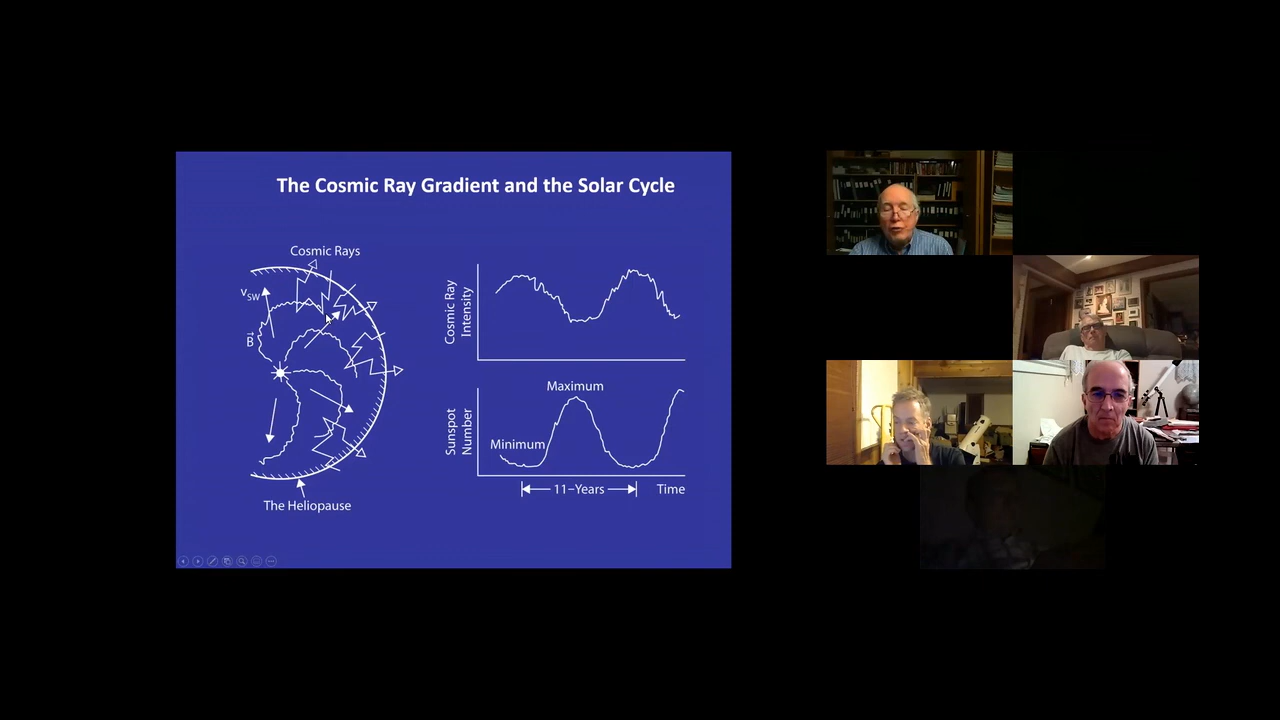 The Cosmic Ray Gradient and the Solar Cycle
Cosmic Rays
vSW
B⃗
The Heliopause
Cosmic Ray
Intensity
Sunspot
Number
Maximum
Minimum
11–Years
Time